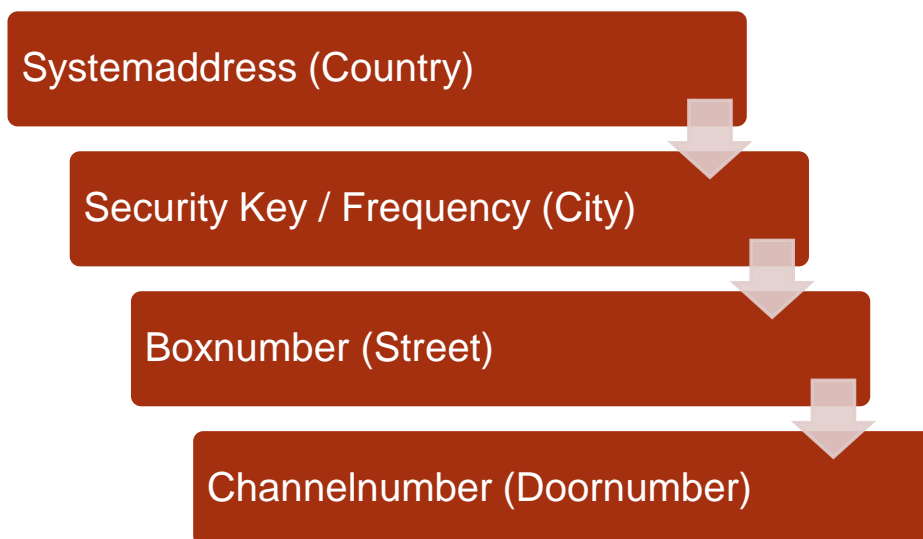 Systemaddress (Country)
Security Key / Frequency (City)
Boxnumber (Street)
Channelnumber (Doornumber)